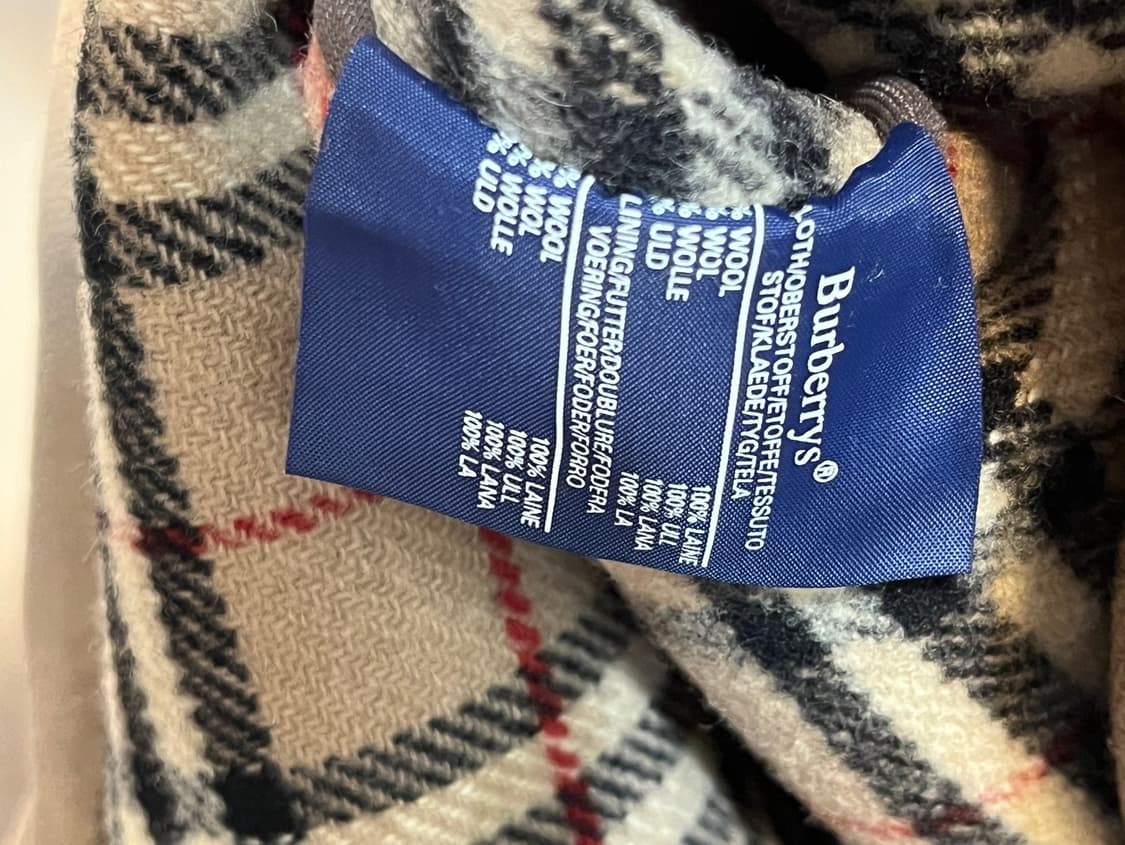 Burberrys®
LOTH/OBERSTOFF/ETOFFE/TESSUTO
STOF/KLAEDE/TYG/TELA
% WOOL 100% LAINE
% WOL 100% ULL
% WOLLE 100% LANA
% ULD 100% LA
LINING/FUTTER/DOUBLURE/FODERA
VOERING/FOER/FODER/FORRO
% WOOL 100% LAINE
% WOL 100% ULL
% WOLLE 100% LANA
% ULD 100% LA